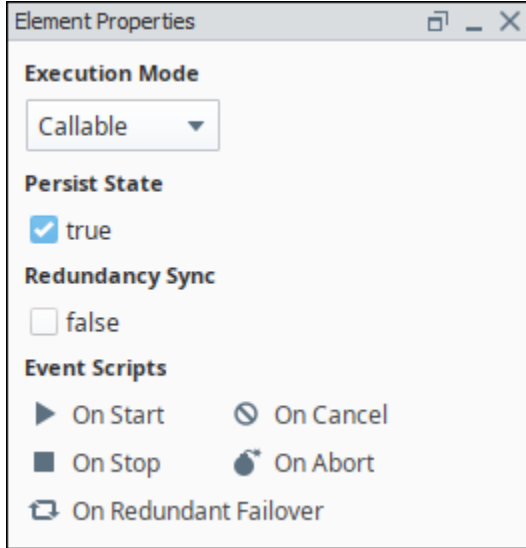 Element Properties
Execution Mode
Callable
Persist State
true
Redundancy Sync
false
Event Scripts
On Start On Cancel
On Stop On Abort
On Redundant Failover